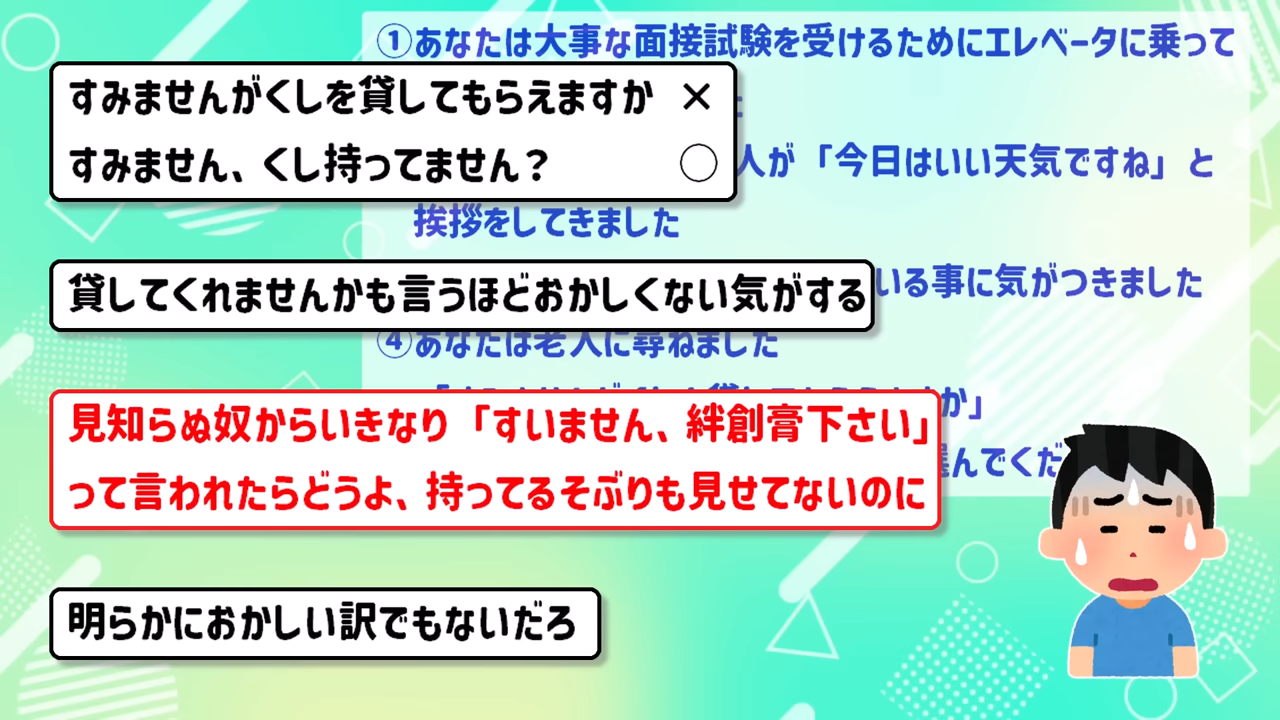 ①あなたは大事な面接試験を受けるためにエレベータに乗って
すみませんがくしを貸してもらえますか ×
すみません、くし持ってません？ ○
人が「今日はいい天気ですね」と
挨拶をしてきました
いる事に気がつきました
貸してくれませんかも言うほどおかしくない気がする
④あなたは老人に尋ねました
か」
見知らぬ奴からいきなり「すいません、絆創膏下さい」
って言われたらどうよ、持ってるそぶりも見せてないのに
んでくだ
明らかにおかしい訳でもないだろ